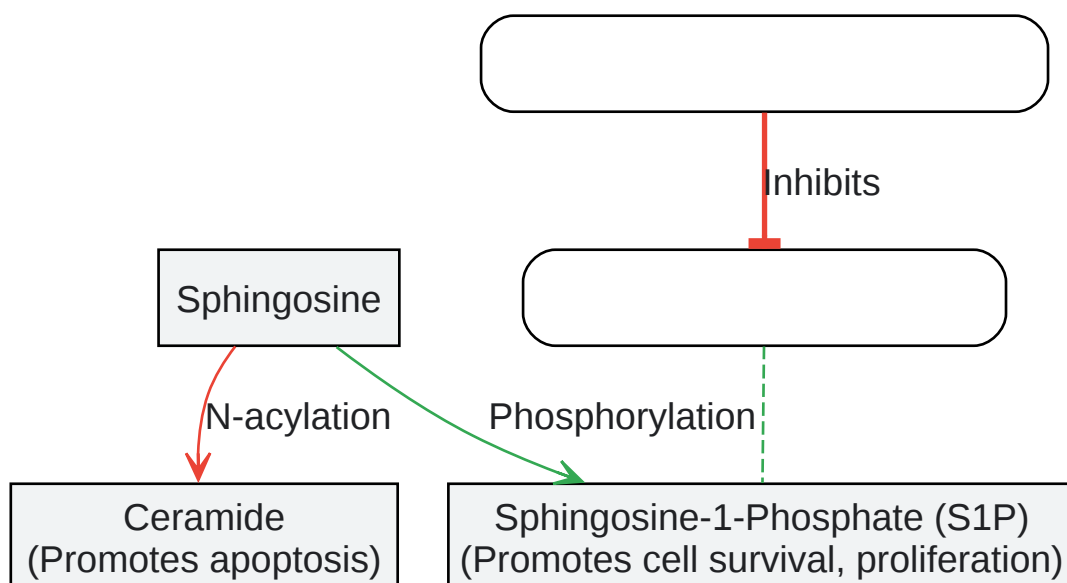 Inhibits
Sphingosine
N-acylation
Phosphorylation
Ceramide
(Promotes apoptosis)
Sphingosine-1-Phosphate (S1P)
(Promotes cell survival, proliferation)